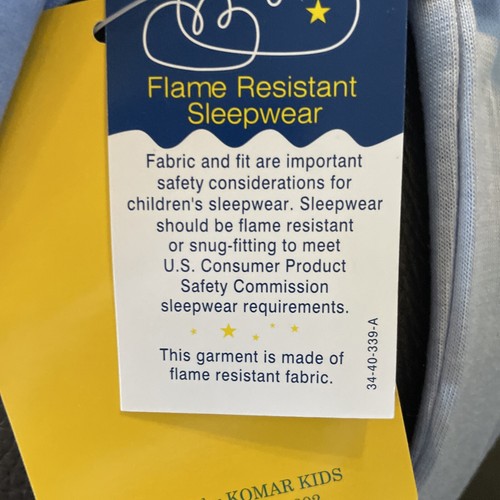 Flame Resistant
Sleepwear
Fabric and fit are important
safety considerations for
children's sleepwear. Sleepwear
should be flame resistant
or snug-fitting to meet
U.S. Consumer Product
Safety Commission
sleepwear requirements.
This garment is made of
flame resistant fabric.
34-40-339-A
KOMAR KIDS